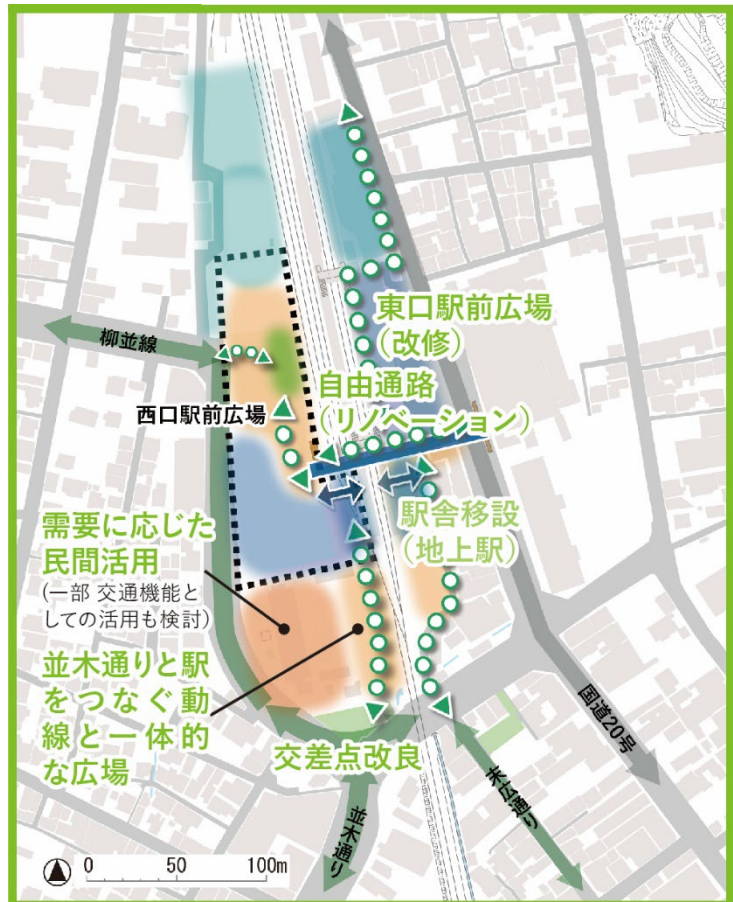 東口駅前広場
（改修）
柳並線
自由通路
（リノベーション）
西口駅前広場
駅舎移設
（地上駅）
需要に応じた
民間活用
(一部 交通機能と
しての活用も検討)
並木通りと駅
をつなぐ動
線と一体的
な広場
交差点改良
国道20号
末広通り
並木通り
0 50 100m